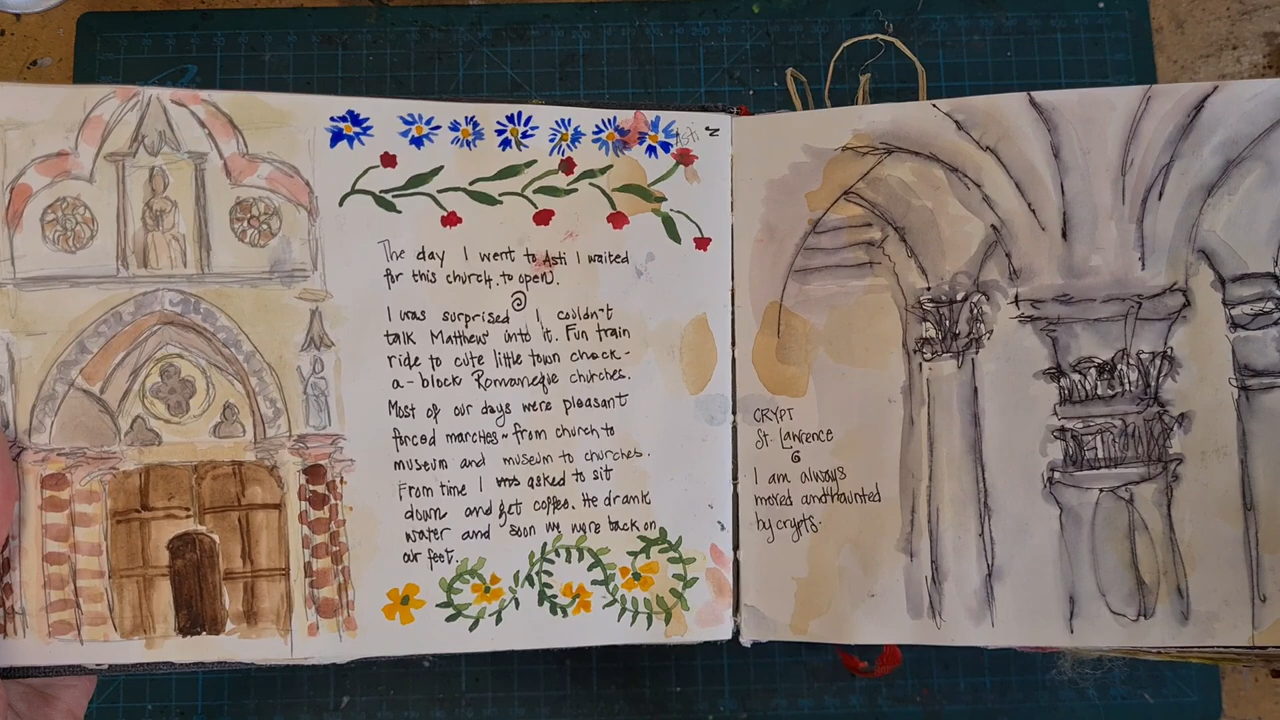 Asti
The day I went to Asti I waited
for this church to open.
I was surprised I couldn't
talk Matthew into it. Fun train
ride to cute little town chock-
a-block Romanesque churches.
Most of our days were pleasant
forced marches ~ from church to
museum and museum to churches.
From time I was asked to sit
down and get coffee. He drank
water and soon we were back on
our feet.
CRYPT
St. Lawrence
I am always
moved and haunted
by crypts.